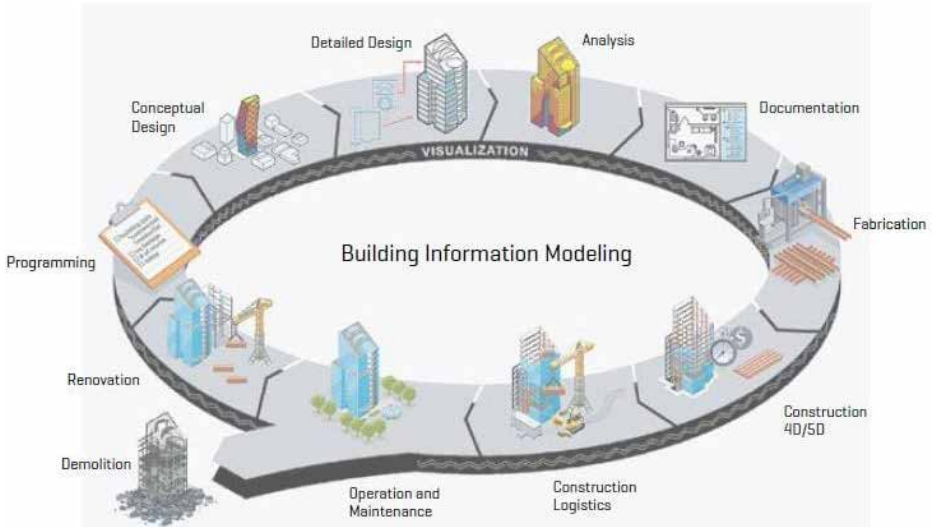 Detailed Design
Analysis
Conceptual
Design
Documentation
VISUALIZATION
Fabrication
Building Information Modeling
Programming
Renovation
Construction
4D/5D
Demolition
Operation and
Maintenance
Construction
Logistics